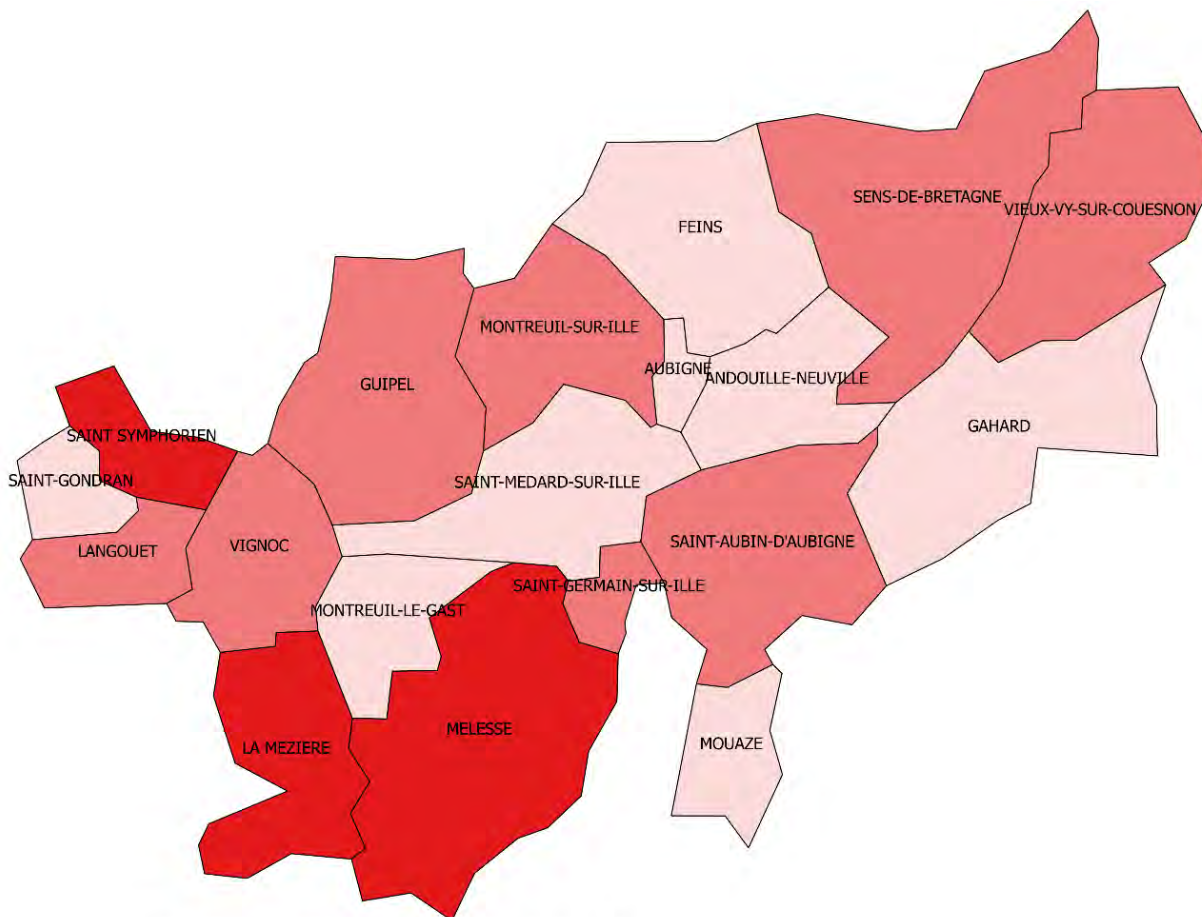 SENS-DE-BRETAGNE
VIEUX-VY-SUR-COUESNON
FEINS
MONTREUIL-SUR-ILLE
AUBIGNE
ANDOUILLE-NEUVILLE
GUIPEL
GAHARD
SAINT SYMPHORIEN
SAINT-GONDRAN
SAINT-MEDARD-SUR-ILLE
LANGOUET
VIGNOC
SAINT-AUBIN-D'AUBIGNE
SAINT-GERMAIN-SUR-ILLE
MONTREUIL-LE-GAST
LA MEZIERE
MELESSE
MOUAZE